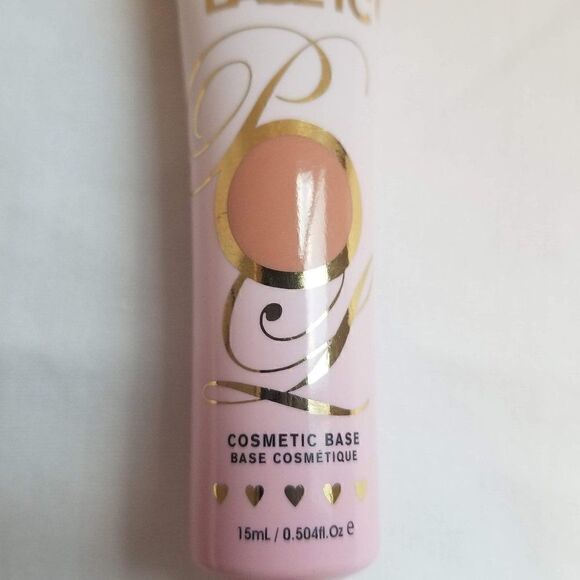 COSMETIC BASE
BASE COSMÉTIQUE
15mL / 0.504fl.Oz e